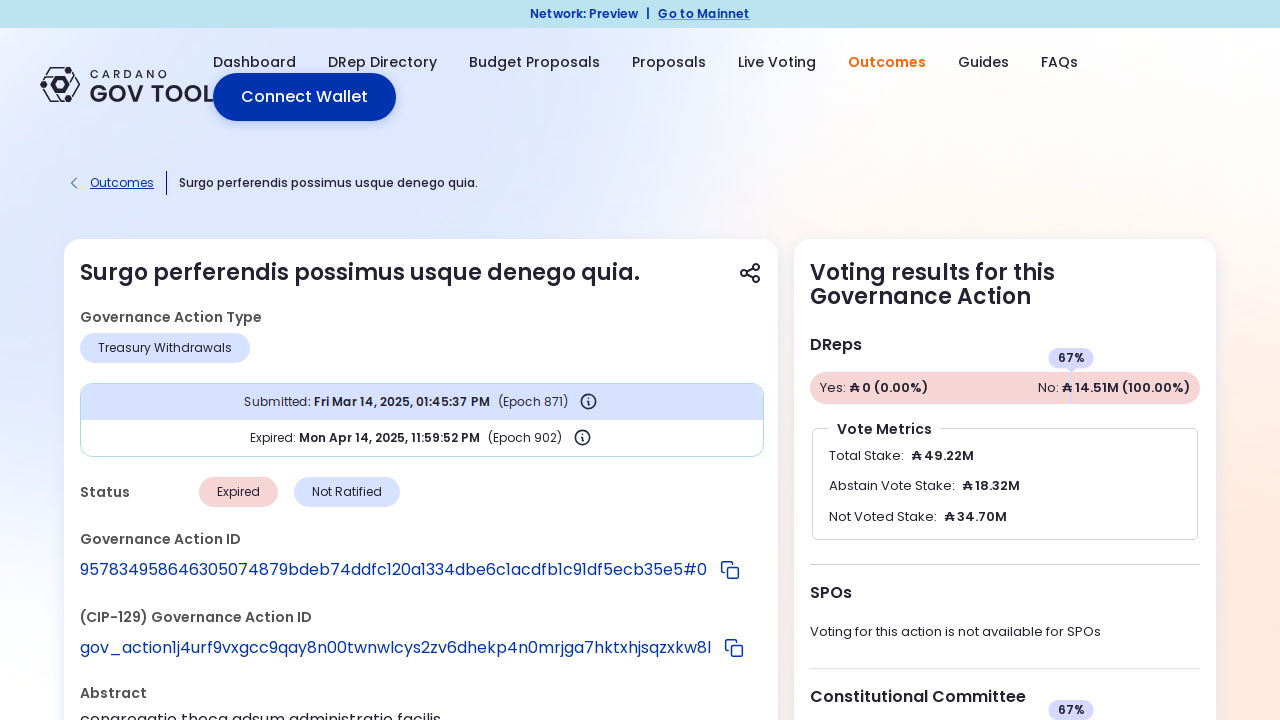 Network: Preview | Go to Mainnet
CARDANO
GOV TOOL
Dashboard DRep Directory Budget Proposals Proposals Live Voting Outcomes Guides FAQs
Connect Wallet
Outcomes Surgo perferendis possimus usque denego quia.
Surgo perferendis possimus usque denego quia.
Governance Action Type
Treasury Withdrawals
Submitted: Fri Mar 14, 2025, 01:45:37 PM (Epoch 871)
Expired: Mon Apr 14, 2025, 11:59:52 PM (Epoch 902)
Status Expired Not Ratified
Governance Action ID
957834958646305074879bdeb74ddfc120a1334dbe6c1acdfb1c91df5ecb35e5#0
(CIP-129) Governance Action ID
gov_action1j4urf9vxgcc9qay8n00twnwlcys2zv6dhekp4n0mrjga7hktxhjsqzxkw8l
Abstract
congregatio theca adsum administratio facilis
Voting results for this
Governance Action
DReps
67%
Yes: ₳ 0 (0.00%) No: ₳ 14.51M (100.00%)
Vote Metrics
Total Stake: ₳ 49.22M
Abstain Vote Stake: ₳ 18.32M
Not Voted Stake: ₳ 34.70M
SPOs
Voting for this action is not available for SPOs
Constitutional Committee
67%